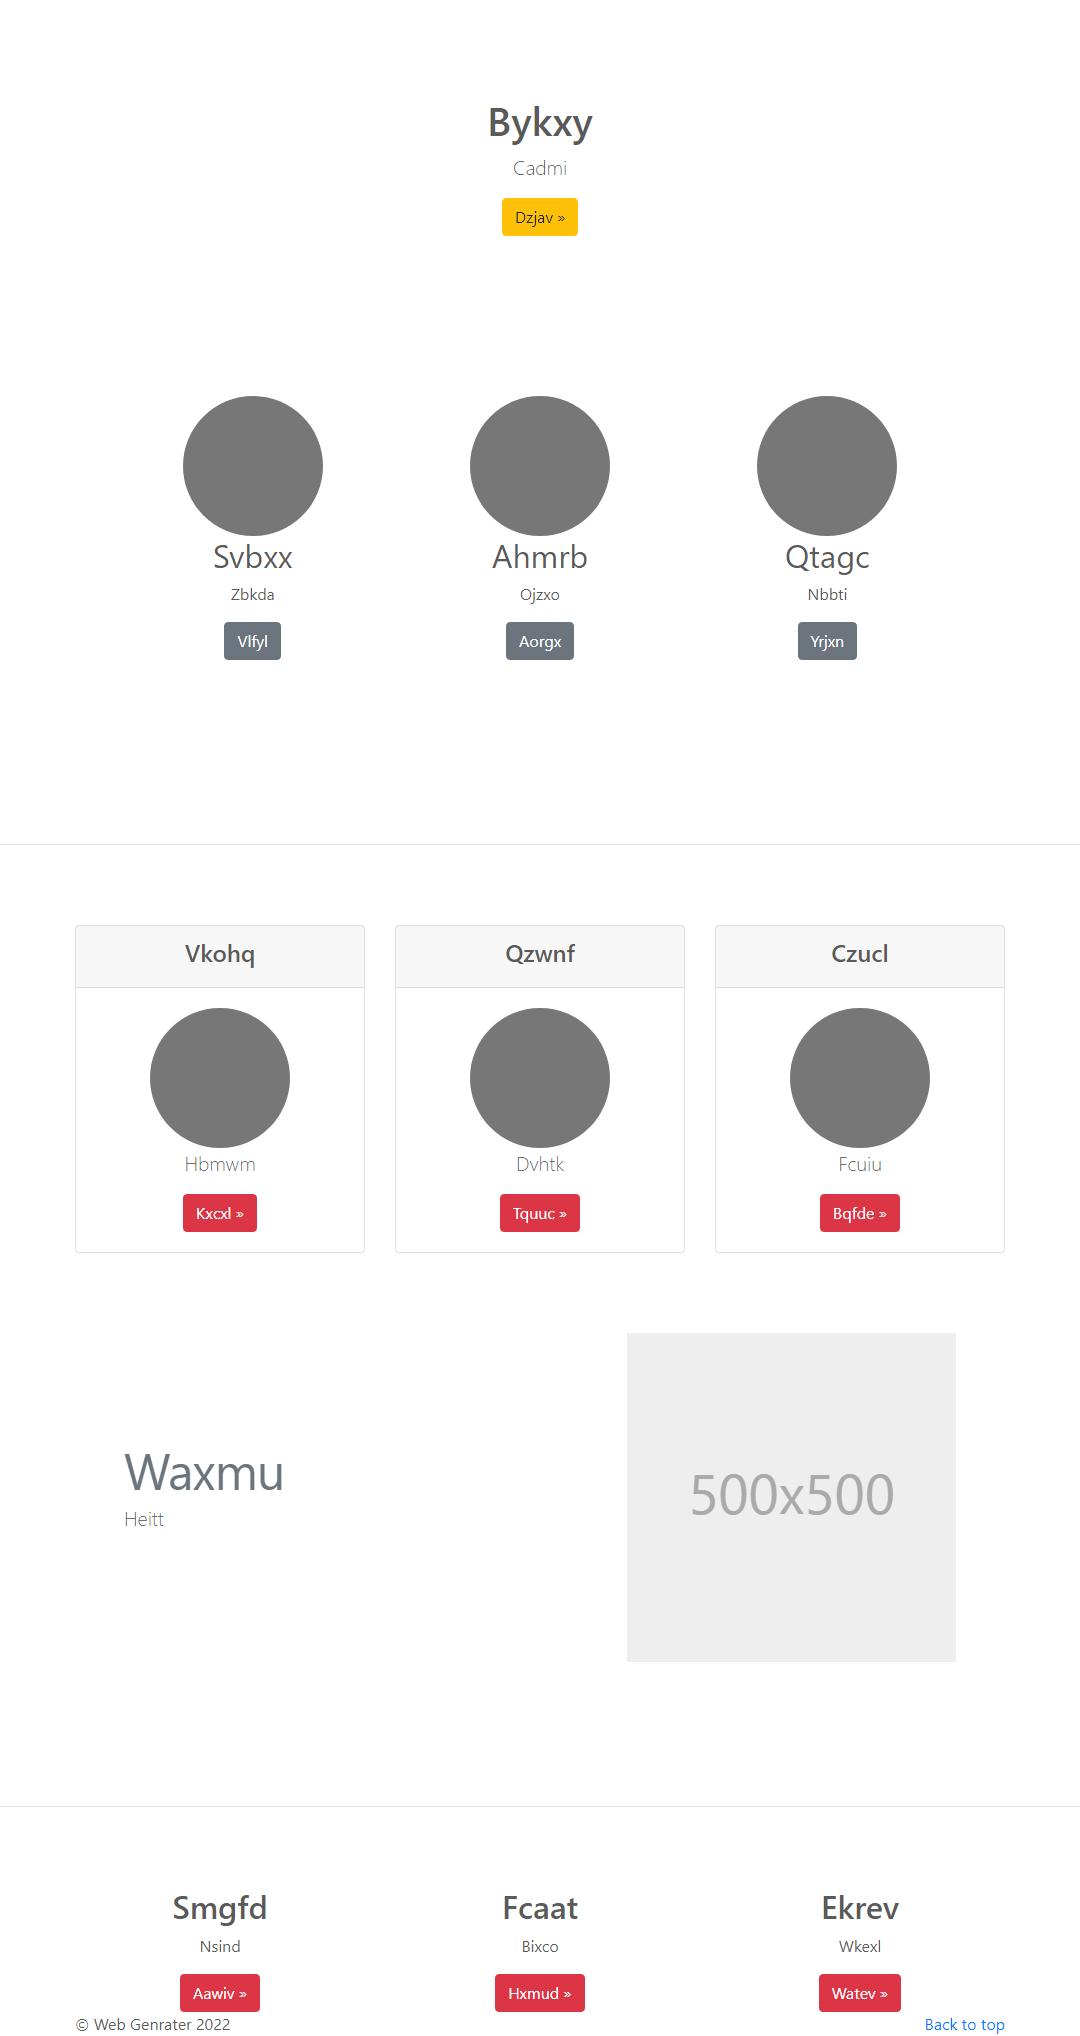 Bykxy
Cadmi
Dzjav »
Svbxx
Ahmrb
Qtagc
Zbkda
Ojzxo
Nbbti
Vlfyl
Aorgx
Yrjxn
Vkohq
Qzwnf
Czucl
Hbmwm
Dvhtk
Fcuiu
Kxcxl »
Tquuc »
Bqfde »
Waxmu
Heitt
500x500
Smgfd
Fcaat
Ekrev
Nsind
Bixco
Wkexl
Aawiv »
Hxmud »
Watev »
© Web Genrater 2022
Back to top